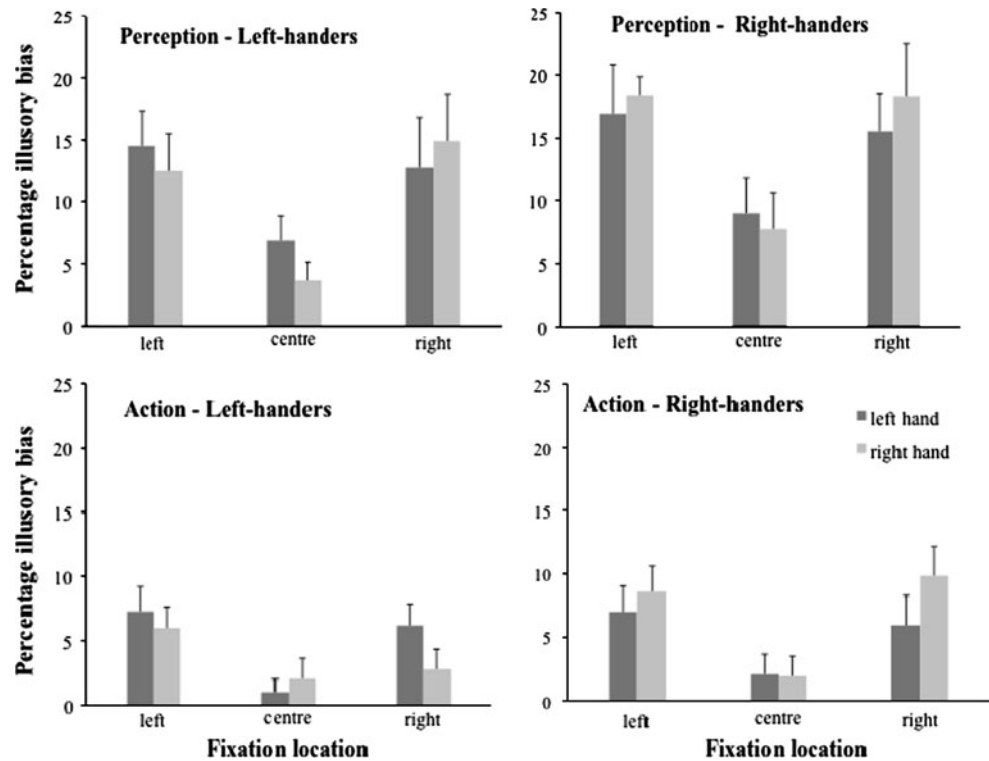 Perception - Left-handers
Percentage illusory bias
25
20
15
10
5
0
left
centre
right
Perception - Right-handers
25
20
15
10
5
0
left
centre
right
Action - Left-handers
Percentage illusory bias
25
20
15
10
5
0
left
centre
right
Fixation location
Action - Right-handers
25
20
15
10
5
0
left hand
right hand
left
centre
right
Fixation location